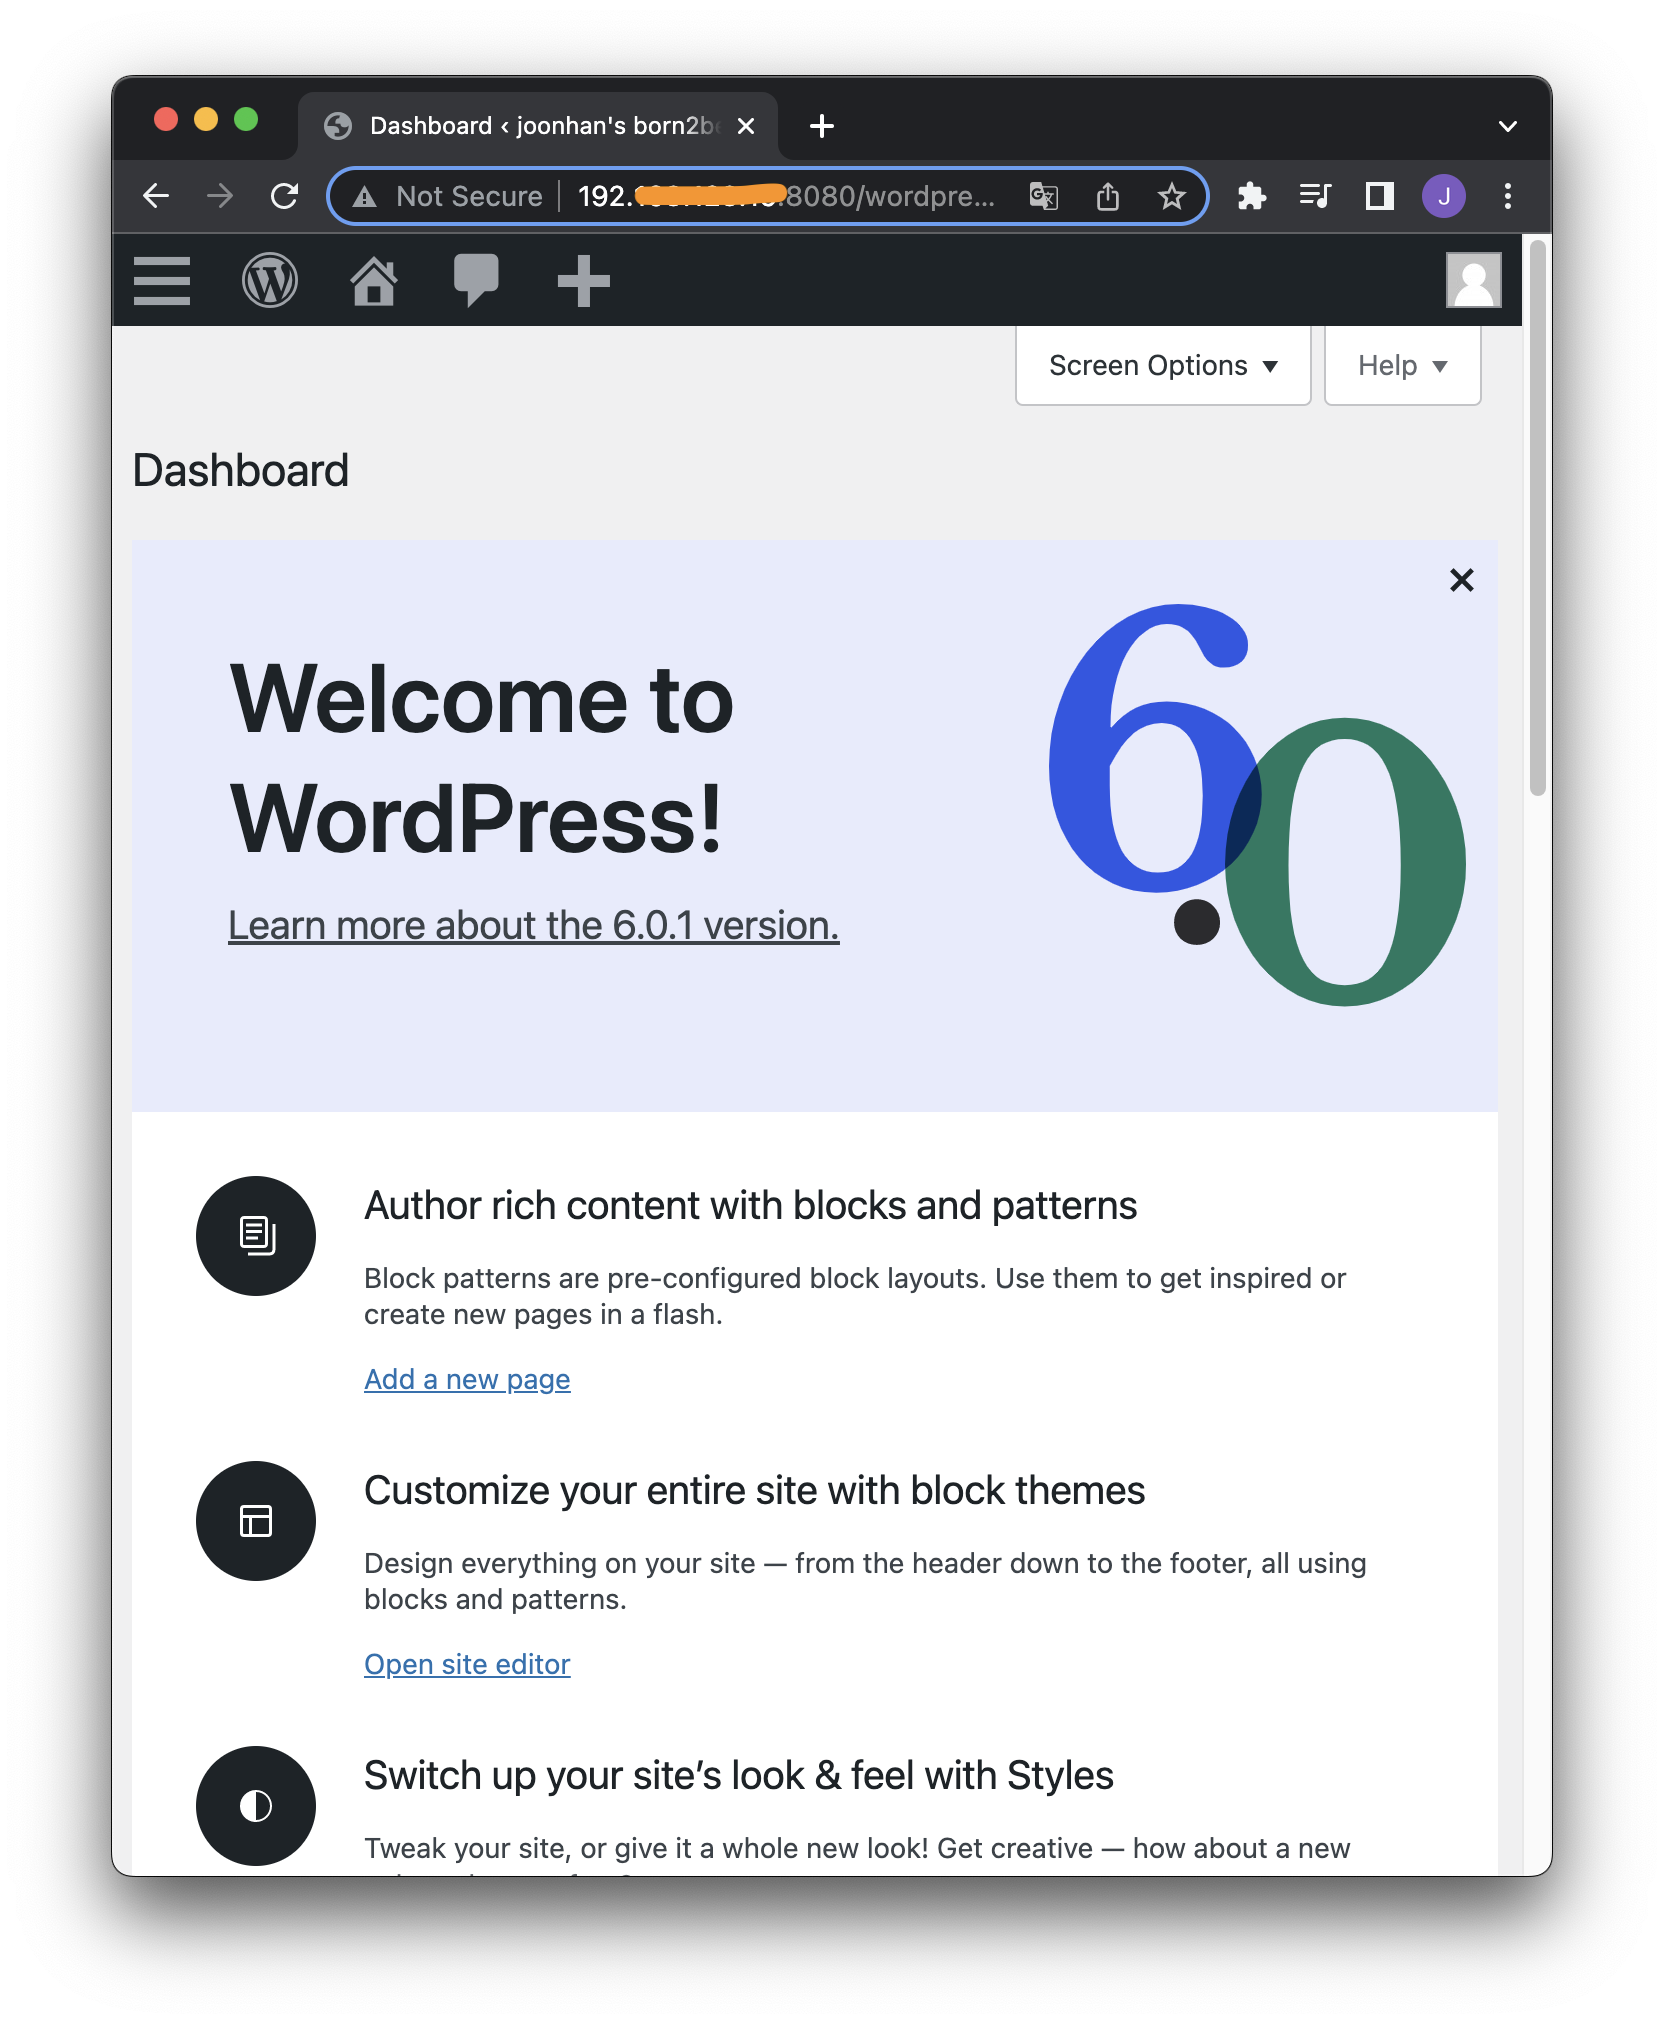 Dashboard ‹ joonhan's born2be
Not Secure 192. :8080/wordpre...
J
Screen Options ▼
Help ▼
Dashboard
Welcome to
WordPress!
6.0
Learn more about the 6.0.1 version.
Author rich content with blocks and patterns
Block patterns are pre-configured block layouts. Use them to get inspired or
create new pages in a flash.
Add a new page
Customize your entire site with block themes
Design everything on your site — from the header down to the footer, all using
blocks and patterns.
Open site editor
Switch up your site’s look & feel with Styles
Tweak your site, or give it a whole new look! Get creative — how about a new